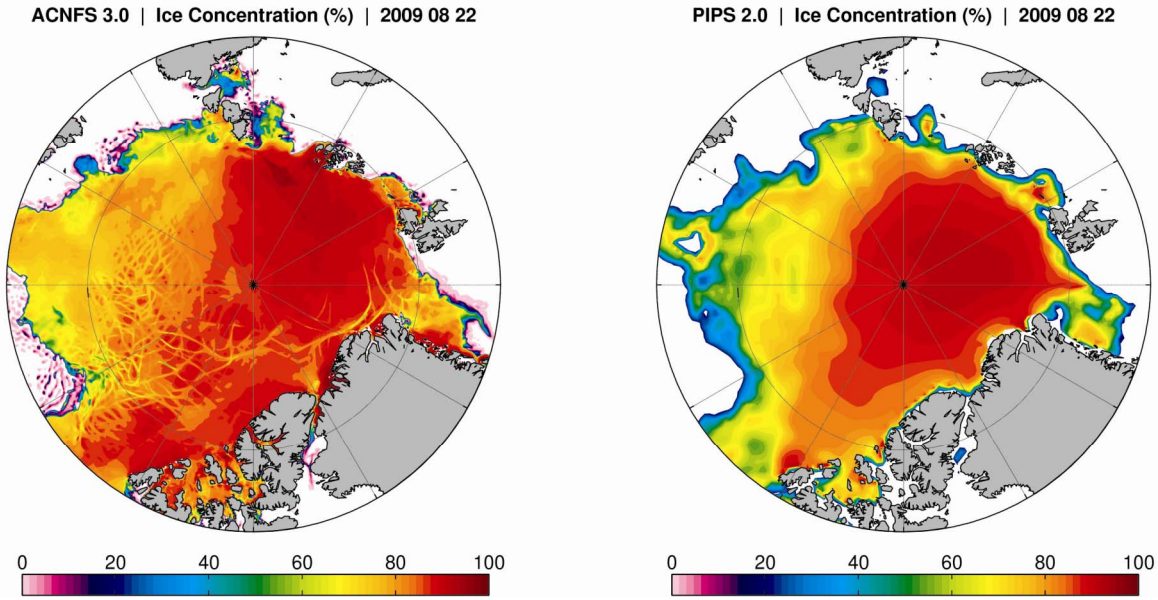 ACNFS 3.0 | Ice Concentration (%) | 2009 08 22
PIPS 2.0 | Ice Concentration (%) | 2009 08 22
0 20 40 60 80 100
0 20 40 60 80 100